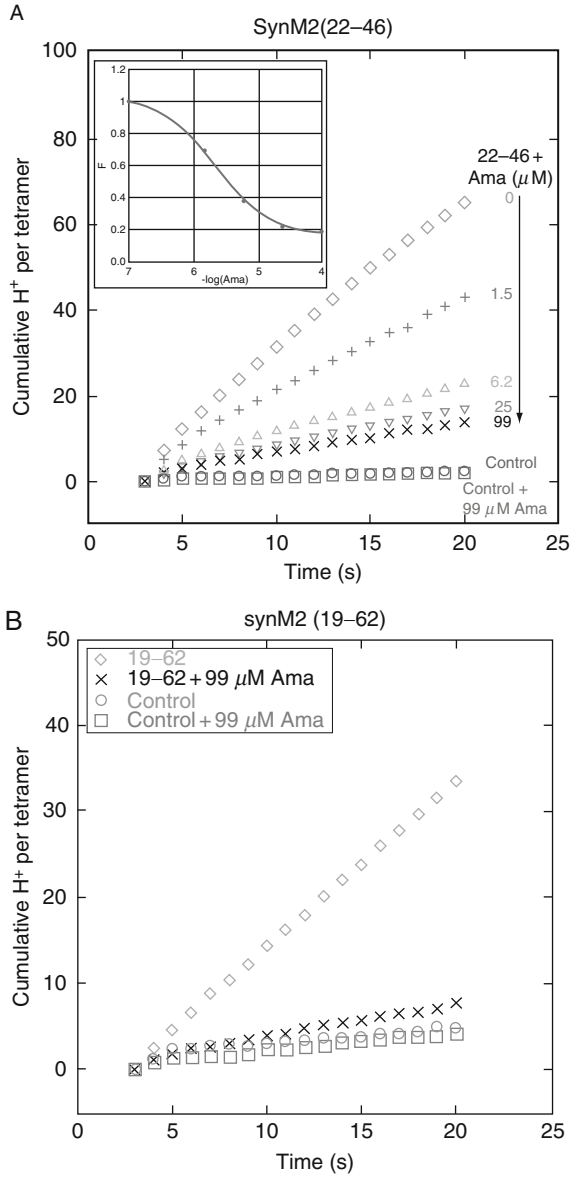 A
SynM2(22–46)
100
80
60
40
20
0
Cumulative H+ per tetramer
0
5
10
15
20
25
Time (s)
1.2
1
0.8
0.6
0.4
0.2
0.0
F
7
6
5
4
-log(Ama)
22–46 +
Ama (μM)
0
1.5
6.2
25
99
Control
Control +
99 μM Ama
B
synM2 (19–62)
50
40
30
20
10
0
Cumulative H+ per tetramer
19–62
19–62 + 99 μM Ama
Control
Control + 99 μM Ama
0
5
10
15
20
25
Time (s)